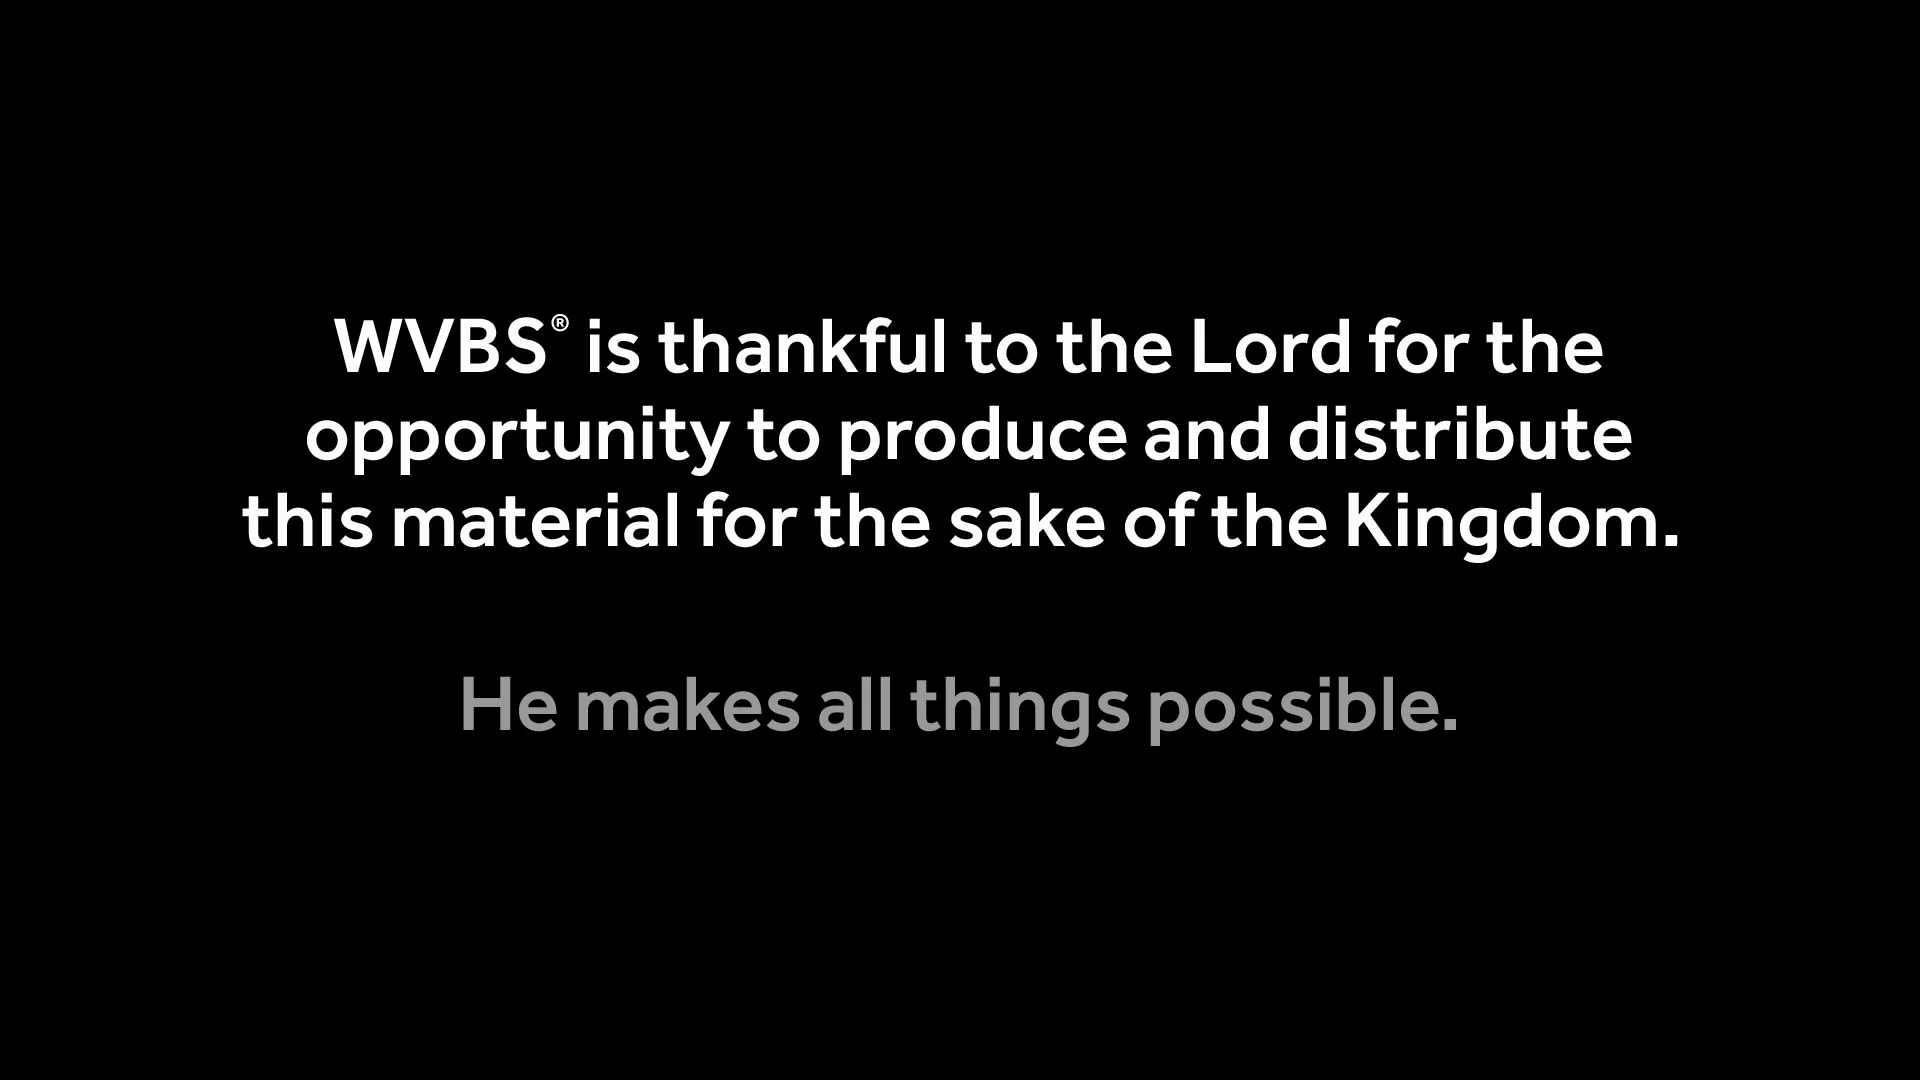 WVBS® is thankful to the Lord for the
opportunity to produce and distribute
this material for the sake of the Kingdom.
He makes all things possible.